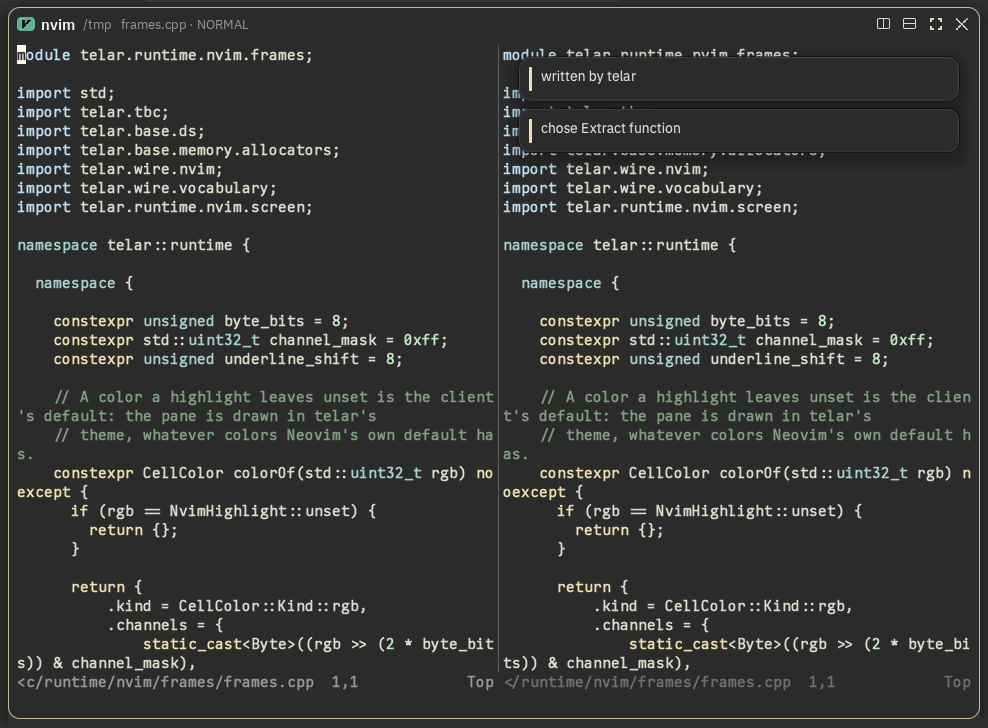 nvim /tmp frames.cpp · NORMAL
module telar.runtime.nvim.frames;
import std;
import telar.tbc;
import telar.base.ds;
import telar.base.memory.allocators;
import telar.wire.nvim;
import telar.wire.vocabulary;
import telar.runtime.nvim.screen;
namespace telar::runtime {
namespace {
constexpr unsigned byte_bits = 8;
constexpr std::uint32_t channel_mask = 0xff;
constexpr unsigned underline_shift = 8;
// A color a highlight leaves unset is the client
's default: the pane is drawn in telar's
// theme, whatever colors Neovim's own default ha
s.
constexpr CellColor colorOf(std::uint32_t rgb) no
except {
if (rgb == NvimHighlight::unset) {
return {};
}
return {
.kind = CellColor::Kind::rgb,
.channels = {
static_cast<Byte>((rgb >> (2 * byte_bit
s)) & channel_mask),
<c/runtime/nvim/frames/frames.cpp 1,1 Top
module telar.runtime.nvim.frames;
written by telar
chose Extract function
import telar.wire.nvim;
import telar.wire.vocabulary;
import telar.runtime.nvim.screen;
namespace telar::runtime {
namespace {
constexpr unsigned byte_bits = 8;
constexpr std::uint32_t channel_mask = 0xff;
constexpr unsigned underline_shift = 8;
// A color a highlight leaves unset is the clien
t's default: the pane is drawn in telar's
// theme, whatever colors Neovim's own default h
as.
constexpr CellColor colorOf(std::uint32_t rgb) n
oexcept {
if (rgb == NvimHighlight::unset) {
return {};
}
return {
.kind = CellColor::Kind::rgb,
.channels = {
static_cast<Byte>((rgb >> (2 * byte_bi
ts)) & channel_mask),
</runtime/nvim/frames/frames.cpp 1,1 Top